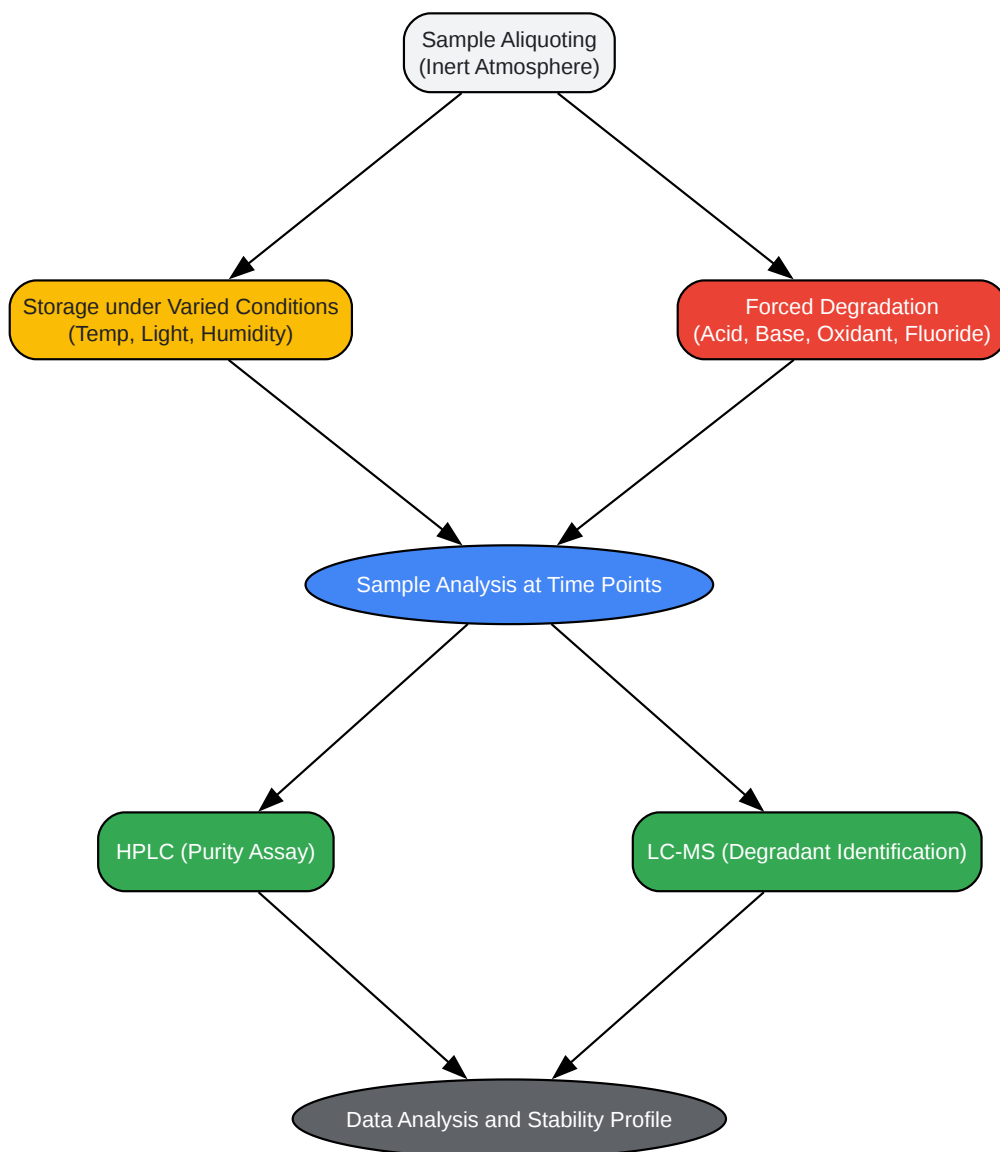 Sample Aliquoting
(Inert Atmosphere)
Storage under Varied Conditions
(Temp, Light, Humidity)
Forced Degradation
(Acid, Base, Oxidant, Fluoride)
Sample Analysis at Time Points
HPLC (Purity Assay)
LC-MS (Degradant Identification)
Data Analysis and Stability Profile